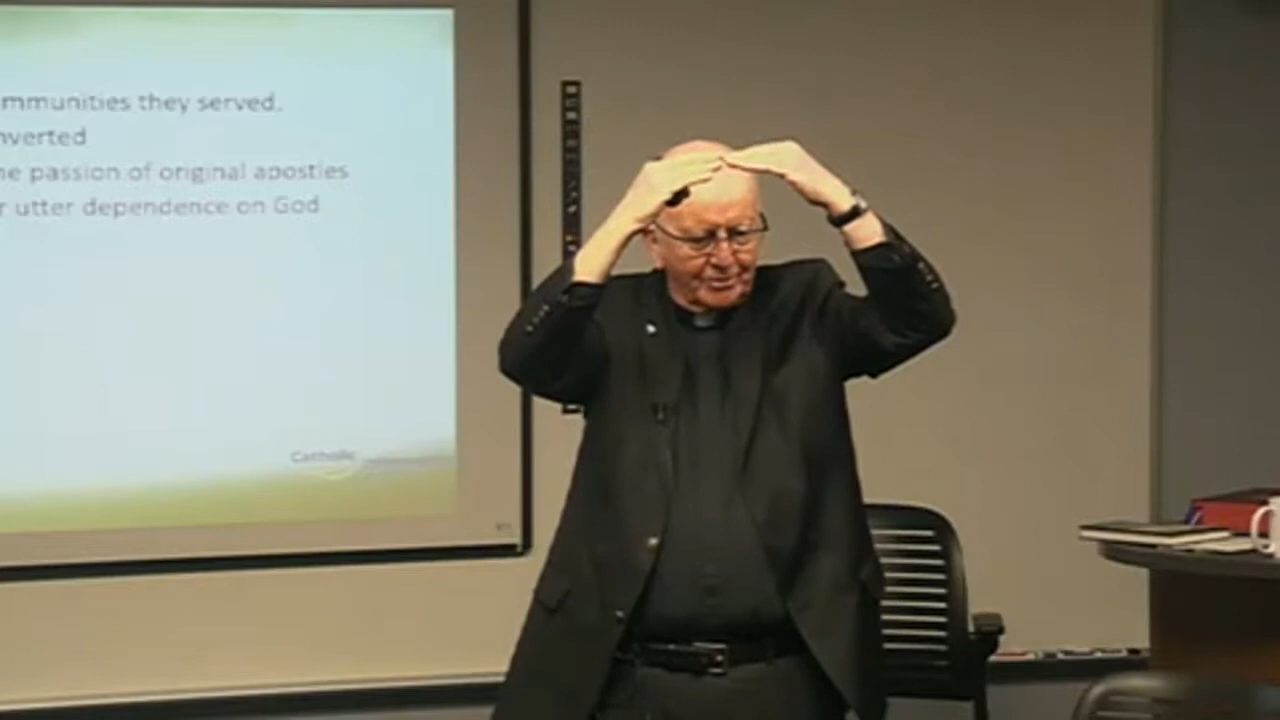 mmunities they served.
nverted
he passion of original apostles
r utter dependence on God
Catholic